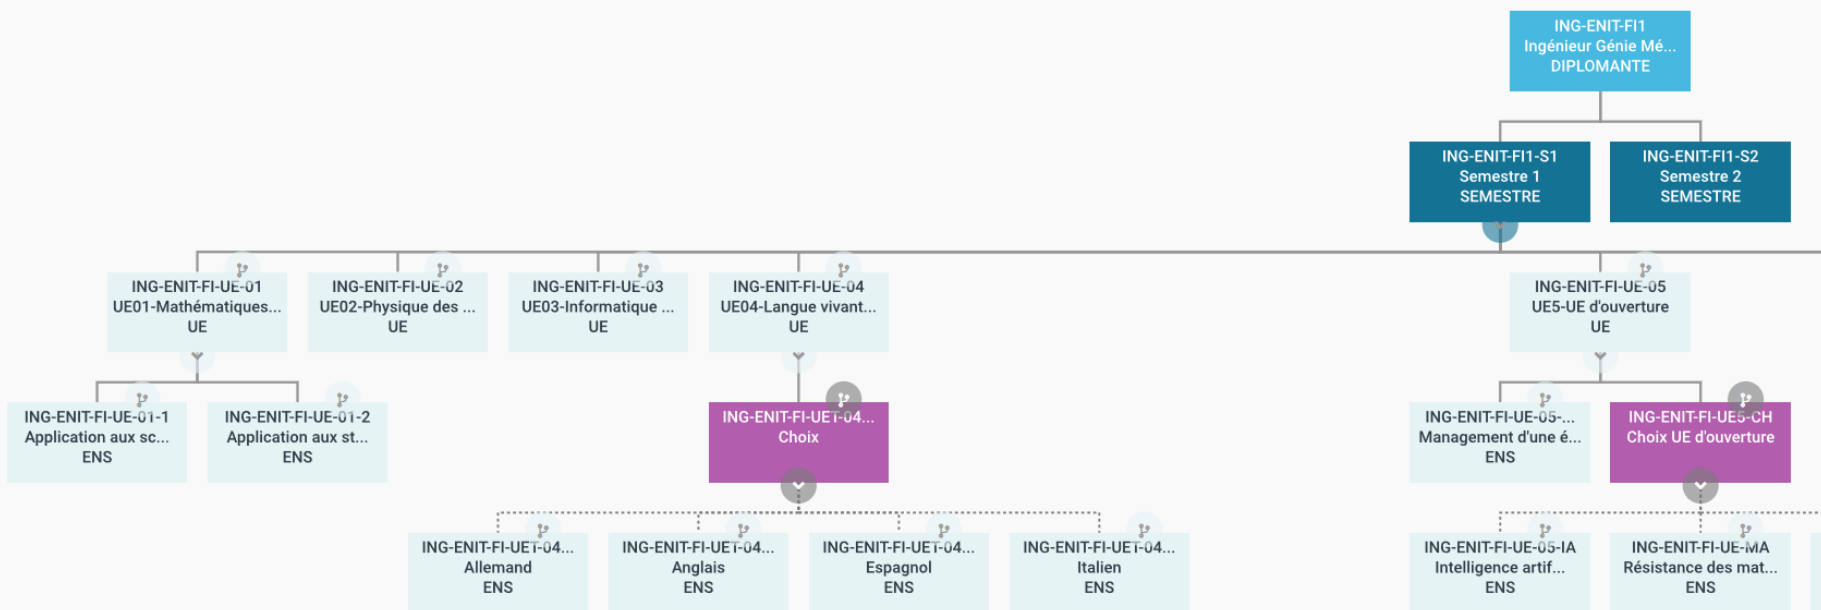 ING-ENIT-FI1
Ingénieur Génie Mé...
DIPLOMANTE
ING-ENIT-FI1-S1
Semestre 1
SEMESTRE
ING-ENIT-FI1-S2
Semestre 2
SEMESTRE
ING-ENIT-FI-UE-01
UE01-Mathématiques...
UE
ING-ENIT-FI-UE-02
UE02-Physique des ...
UE
ING-ENIT-FI-UE-03
UE03-Informatique ...
UE
ING-ENIT-FI-UE-04
UE04-Langue vivant...
UE
ING-ENIT-FI-UE-05
UE5-UE d'ouverture
UE
ING-ENIT-FI-UE-01-1
Application aux sc...
ENS
ING-ENIT-FI-UE-01-2
Application aux st...
ENS
ING-ENIT-FI-UET-04...
Choix
ING-ENIT-FI-UE-05-...
Management d'une é...
ENS
ING-ENIT-FI-UE5-CH
Choix UE d'ouverture
ING-ENIT-FI-UET-04...
Allemand
ENS
ING-ENIT-FI-UET-04...
Anglais
ENS
ING-ENIT-FI-UET-04...
Espagnol
ENS
ING-ENIT-FI-UET-04...
Italien
ENS
ING-ENIT-FI-UE-05-IA
Intelligence artif...
ENS
ING-ENIT-FI-UE-MA
Résistance des mat...
ENS